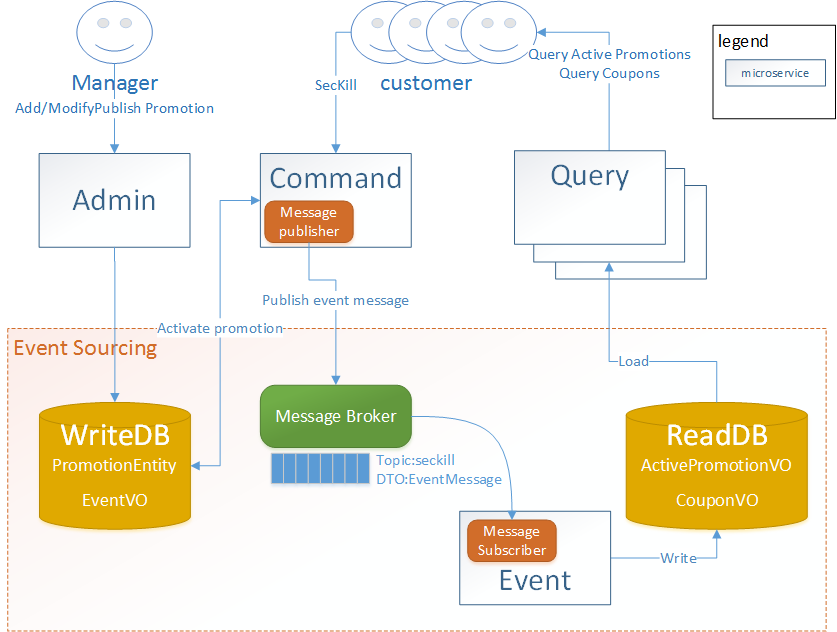 Manager
Add/ModifyPublish Promotion
customer
SecKill
Query Active Promotions
Query Coupons
legend
microservice
Admin
Command
Message
publisher
Query
Publish event message
Activate promotion
Event Sourcing
Load
WriteDB
PromotionEntity
EventVO
Message Broker
Topic:seckill
DTO:EventMessage
ReadDB
ActivePromotionVO
CouponVO
Message
Subscriber
Event
Write